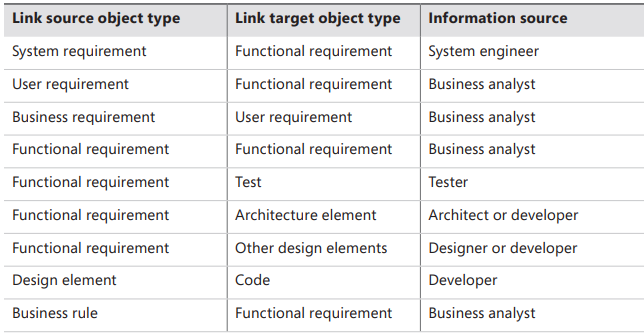 Link source object type Link target object type Information source
System requirement Functional requirement System engineer
User requirement Functional requirement Business analyst
Business requirement User requirement Business analyst
Functional requirement Functional requirement Business analyst
Functional requirement Test Tester
Functional requirement Architecture element Architect or developer
Functional requirement Other design elements Designer or developer
Design element Code Developer
Business rule Functional requirement Business analyst